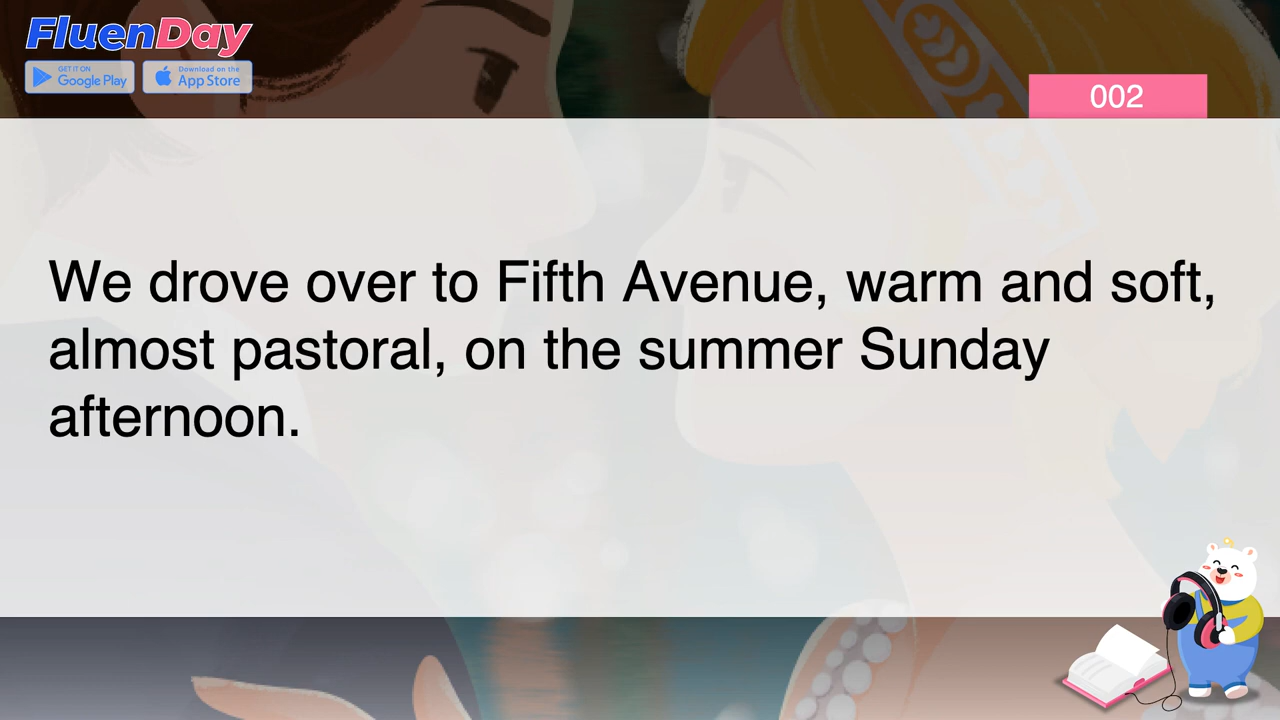 FluenDay
GET IT ON
Google Play
Download on the
App Store
002
We drove over to Fifth Avenue, warm and soft,
almost pastoral, on the summer Sunday
afternoon.